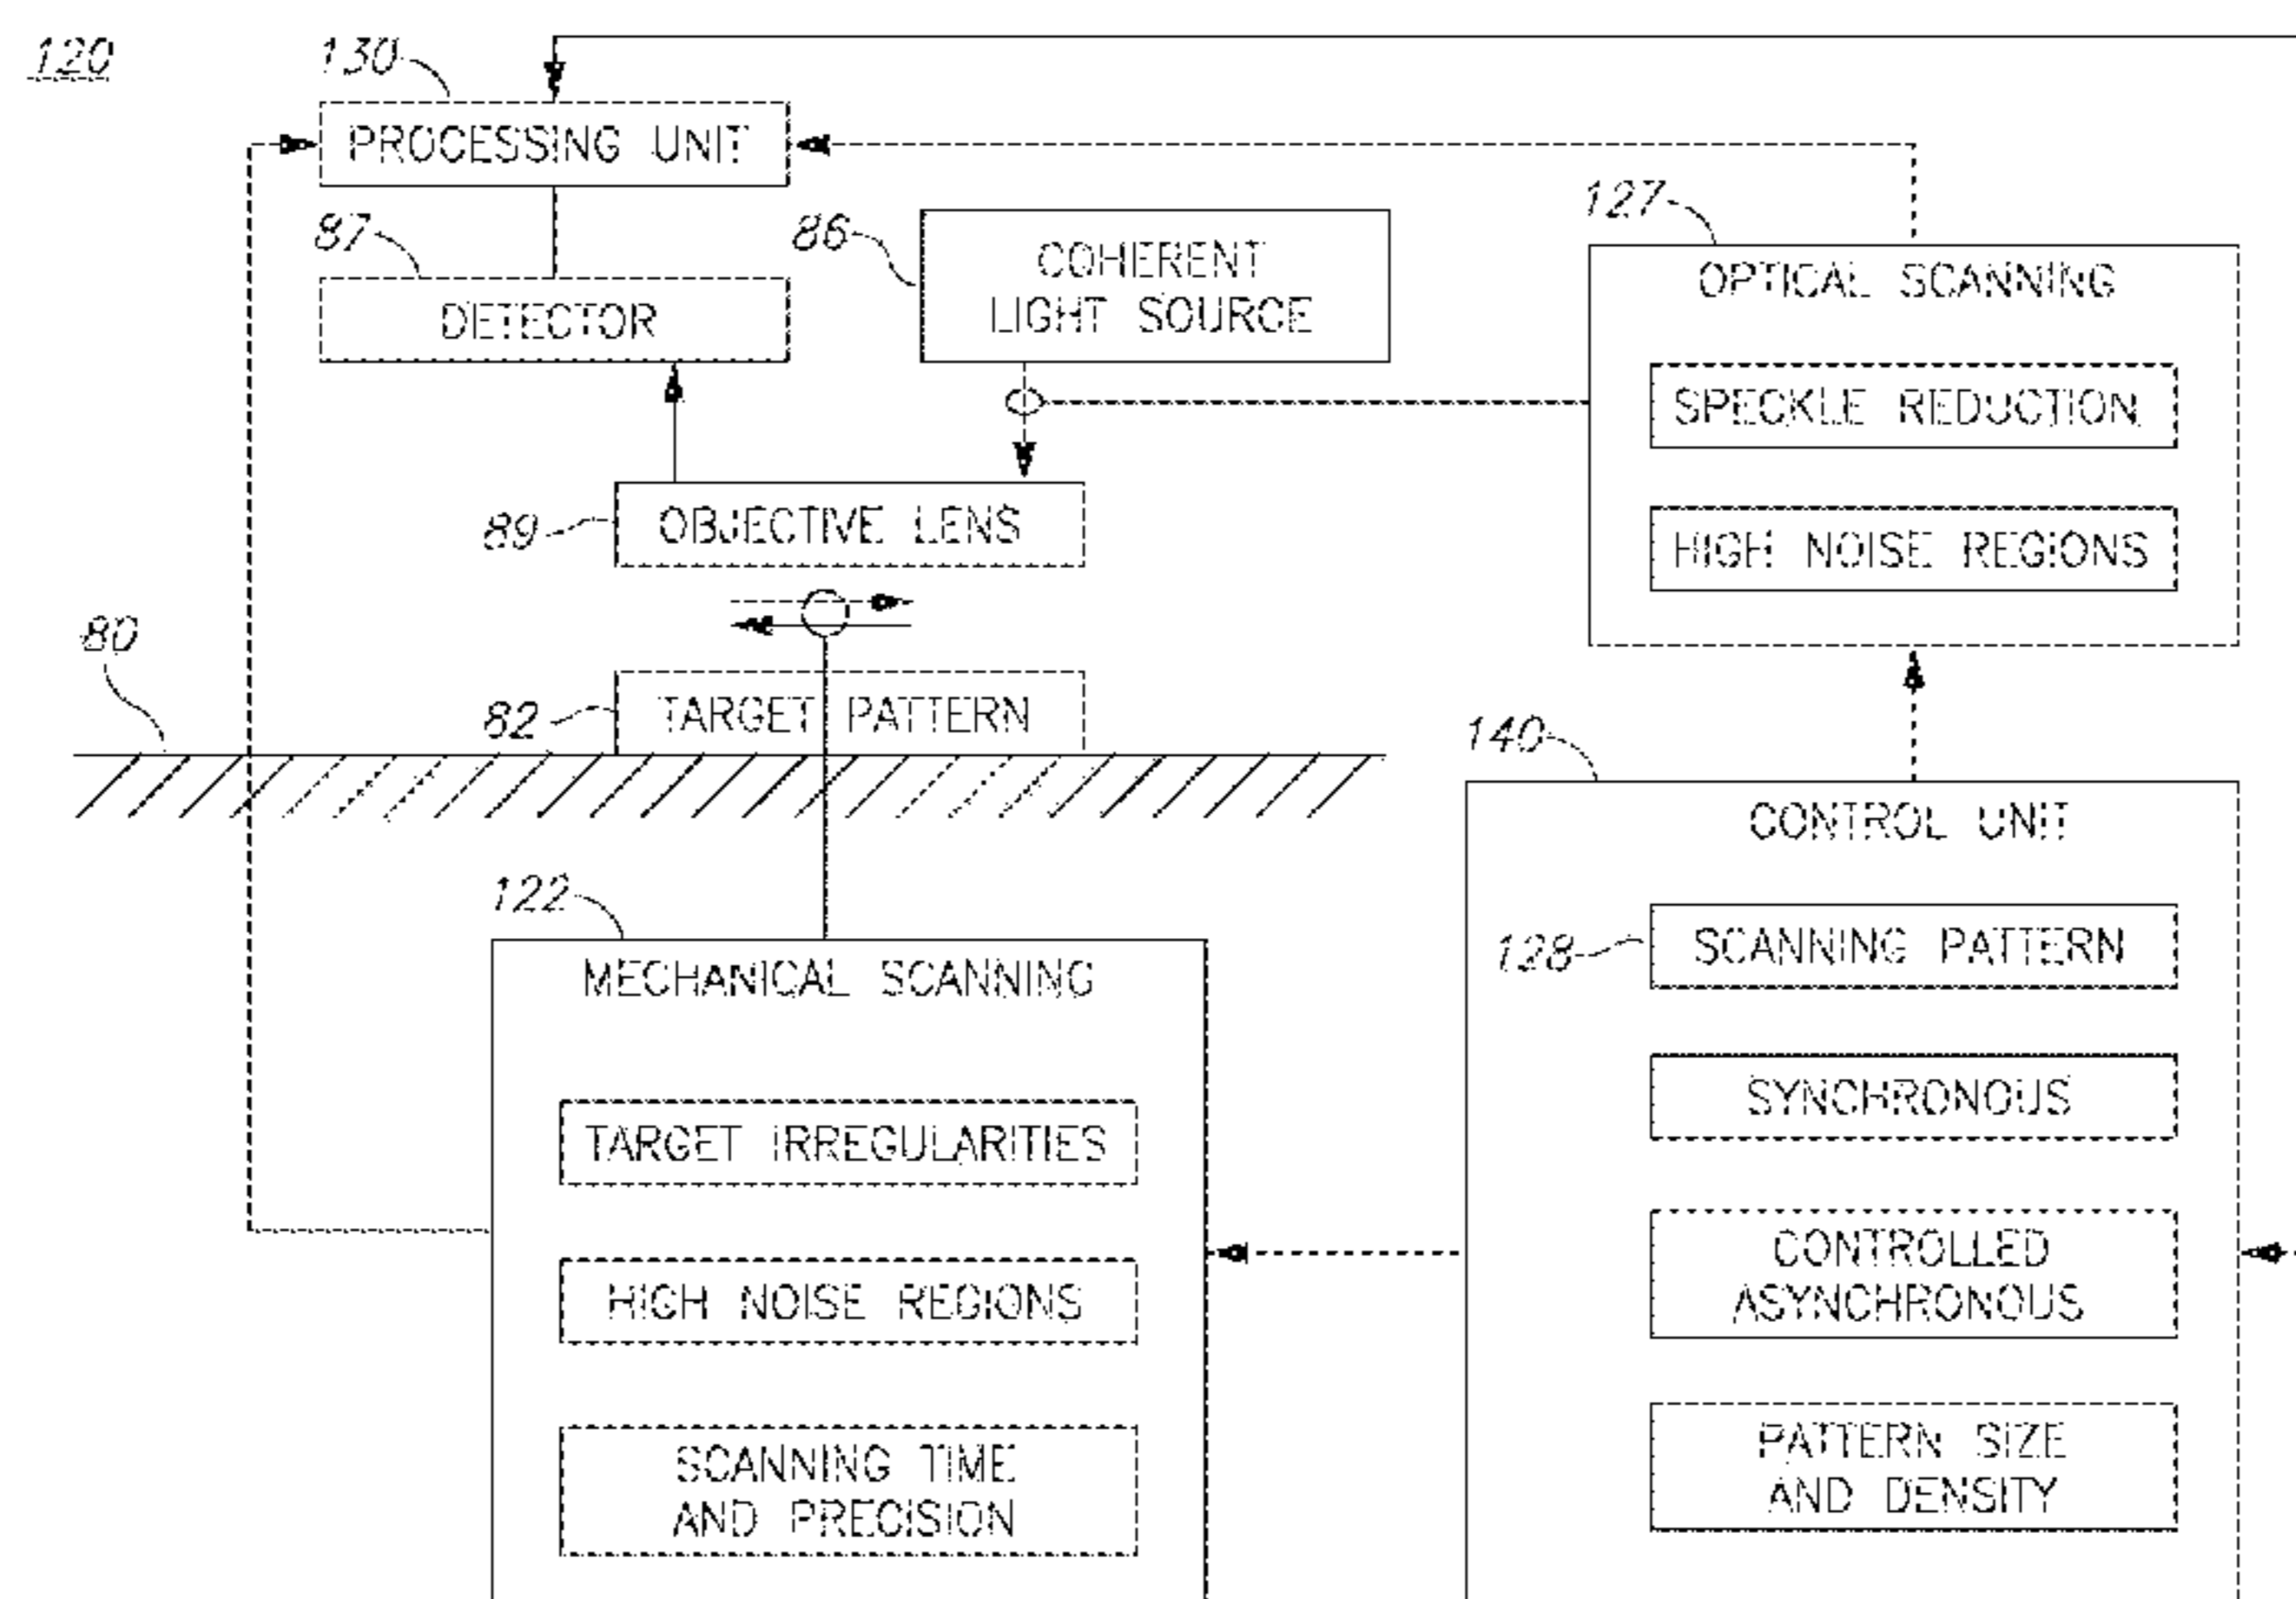 120
130
PROCESSING UNIT
87
DETECTOR
86
COHERENT
LIGHT SOURCE
127
OPTICAL SCANNING
SPECKLE REDUCTION
HIGH NOISE REGIONS
89
OBJECTIVE LENS
80
82
TARGET PATTERN
140
CONTROL UNIT
128
SCANNING PATTERN
SYNCHRONOUS
CONTROLLED
ASYNCHRONOUS
PATTERN SIZE
AND DENSITY
122
MECHANICAL SCANNING
TARGET IRREGULARITIES
HIGH NOISE REGIONS
SCANNING TIME
AND PRECISION